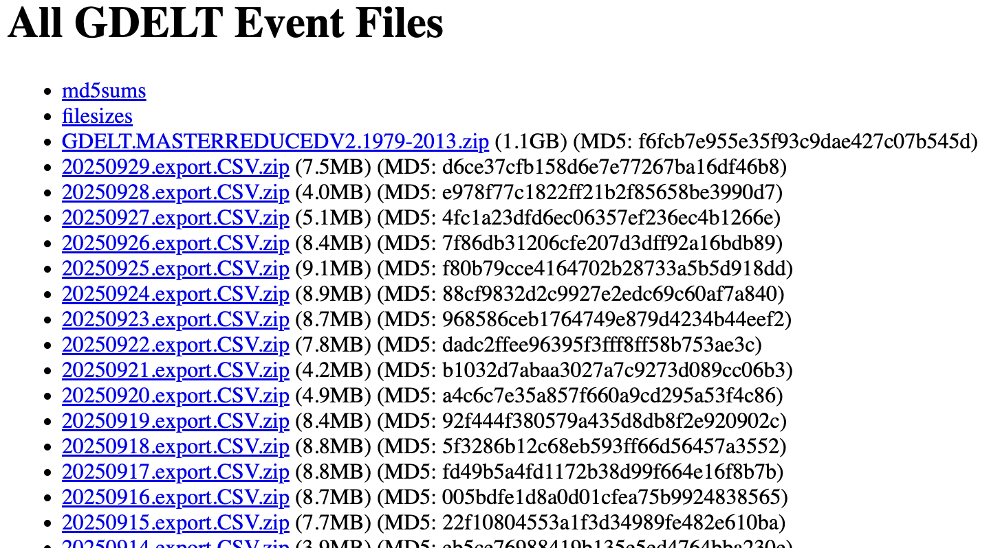 All GDELT Event Files
md5sums
filesizes
GDELT.MASTERREDUCEDV2.1979-2013.zip (1.1GB) (MD5: f6fcb7e955e35f93c9dae427c07b545d)
20250929.export.CSV.zip (7.5MB) (MD5: d6ce37cfb158d6e7e77267ba16df46b8)
20250928.export.CSV.zip (4.0MB) (MD5: e978f77c1822ff21b2f85658be3990d7)
20250927.export.CSV.zip (5.1MB) (MD5: 4fc1a23dfd6ec06357ef236ec4b1266e)
20250926.export.CSV.zip (8.4MB) (MD5: 7f86db31206cfe207d3dff92a16bdb89)
20250925.export.CSV.zip (9.1MB) (MD5: f80b79cce4164702b28733a5b5d918dd)
20250924.export.CSV.zip (8.9MB) (MD5: 88cf9832d2c9927e2edc69c60af7a840)
20250923.export.CSV.zip (8.7MB) (MD5: 968586ceb1764749e879d4234b44eef2)
20250922.export.CSV.zip (7.8MB) (MD5: dadc2ffee96395f3fff8ff58b753ae3c)
20250921.export.CSV.zip (4.2MB) (MD5: b1032d7abaa3027a7c9273d089cc06b3)
20250920.export.CSV.zip (4.9MB) (MD5: a4c6c7e35a857f660a9cd295a53f4c86)
20250919.export.CSV.zip (8.4MB) (MD5: 92f444f380579a435d8db8f2e920902c)
20250918.export.CSV.zip (8.8MB) (MD5: 5f3286b12c68eb593ff66d56457a3552)
20250917.export.CSV.zip (8.8MB) (MD5: fd49b5a4fd1172b38d99f664e16f8b7b)
20250916.export.CSV.zip (8.7MB) (MD5: 005bdfe1d8a0d01cfea75b9924838565)
20250915.export.CSV.zip (7.7MB) (MD5: 22f10804553a1f3d34989fe482e610ba)
20250914.export.CSV.zip (3.9MB) (MD5: